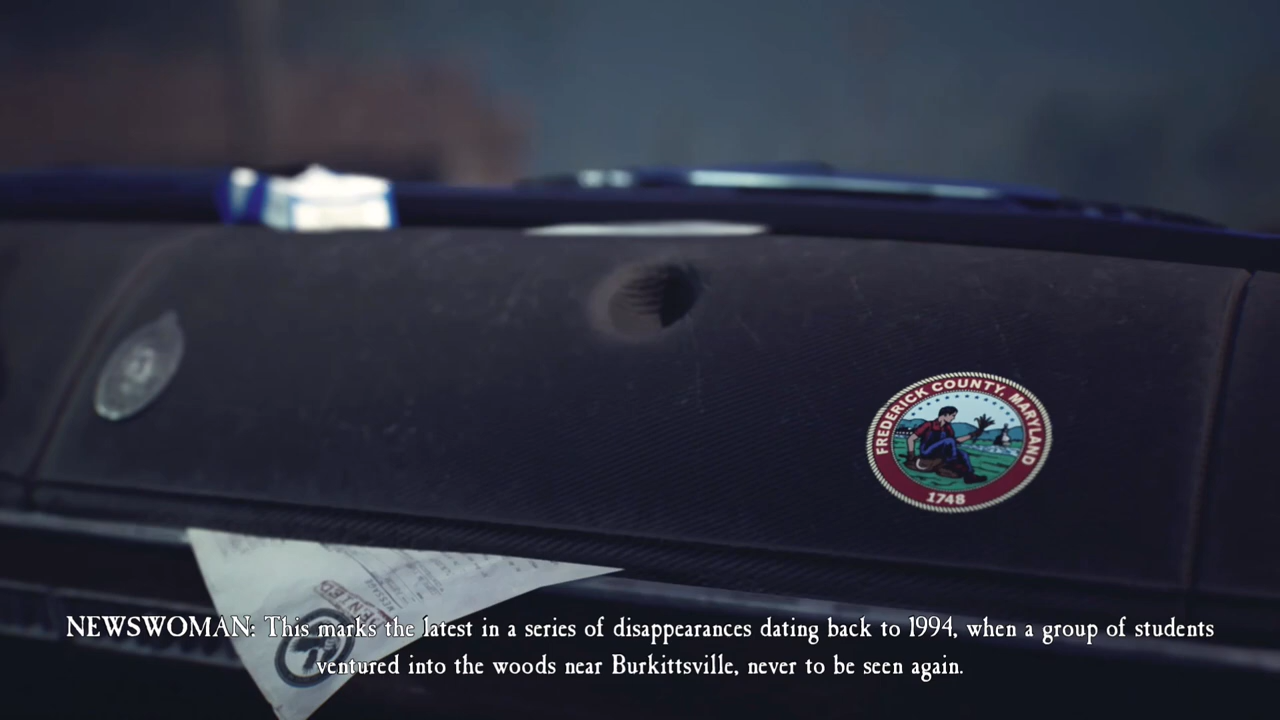 FREDERICK COUNTY, MARYLAND
1748
NEWSWOMAN: This marks the latest in a series of disappearances dating back to 1994, when a group of students
ventured into the woods near Burkittsville, never to be seen again.